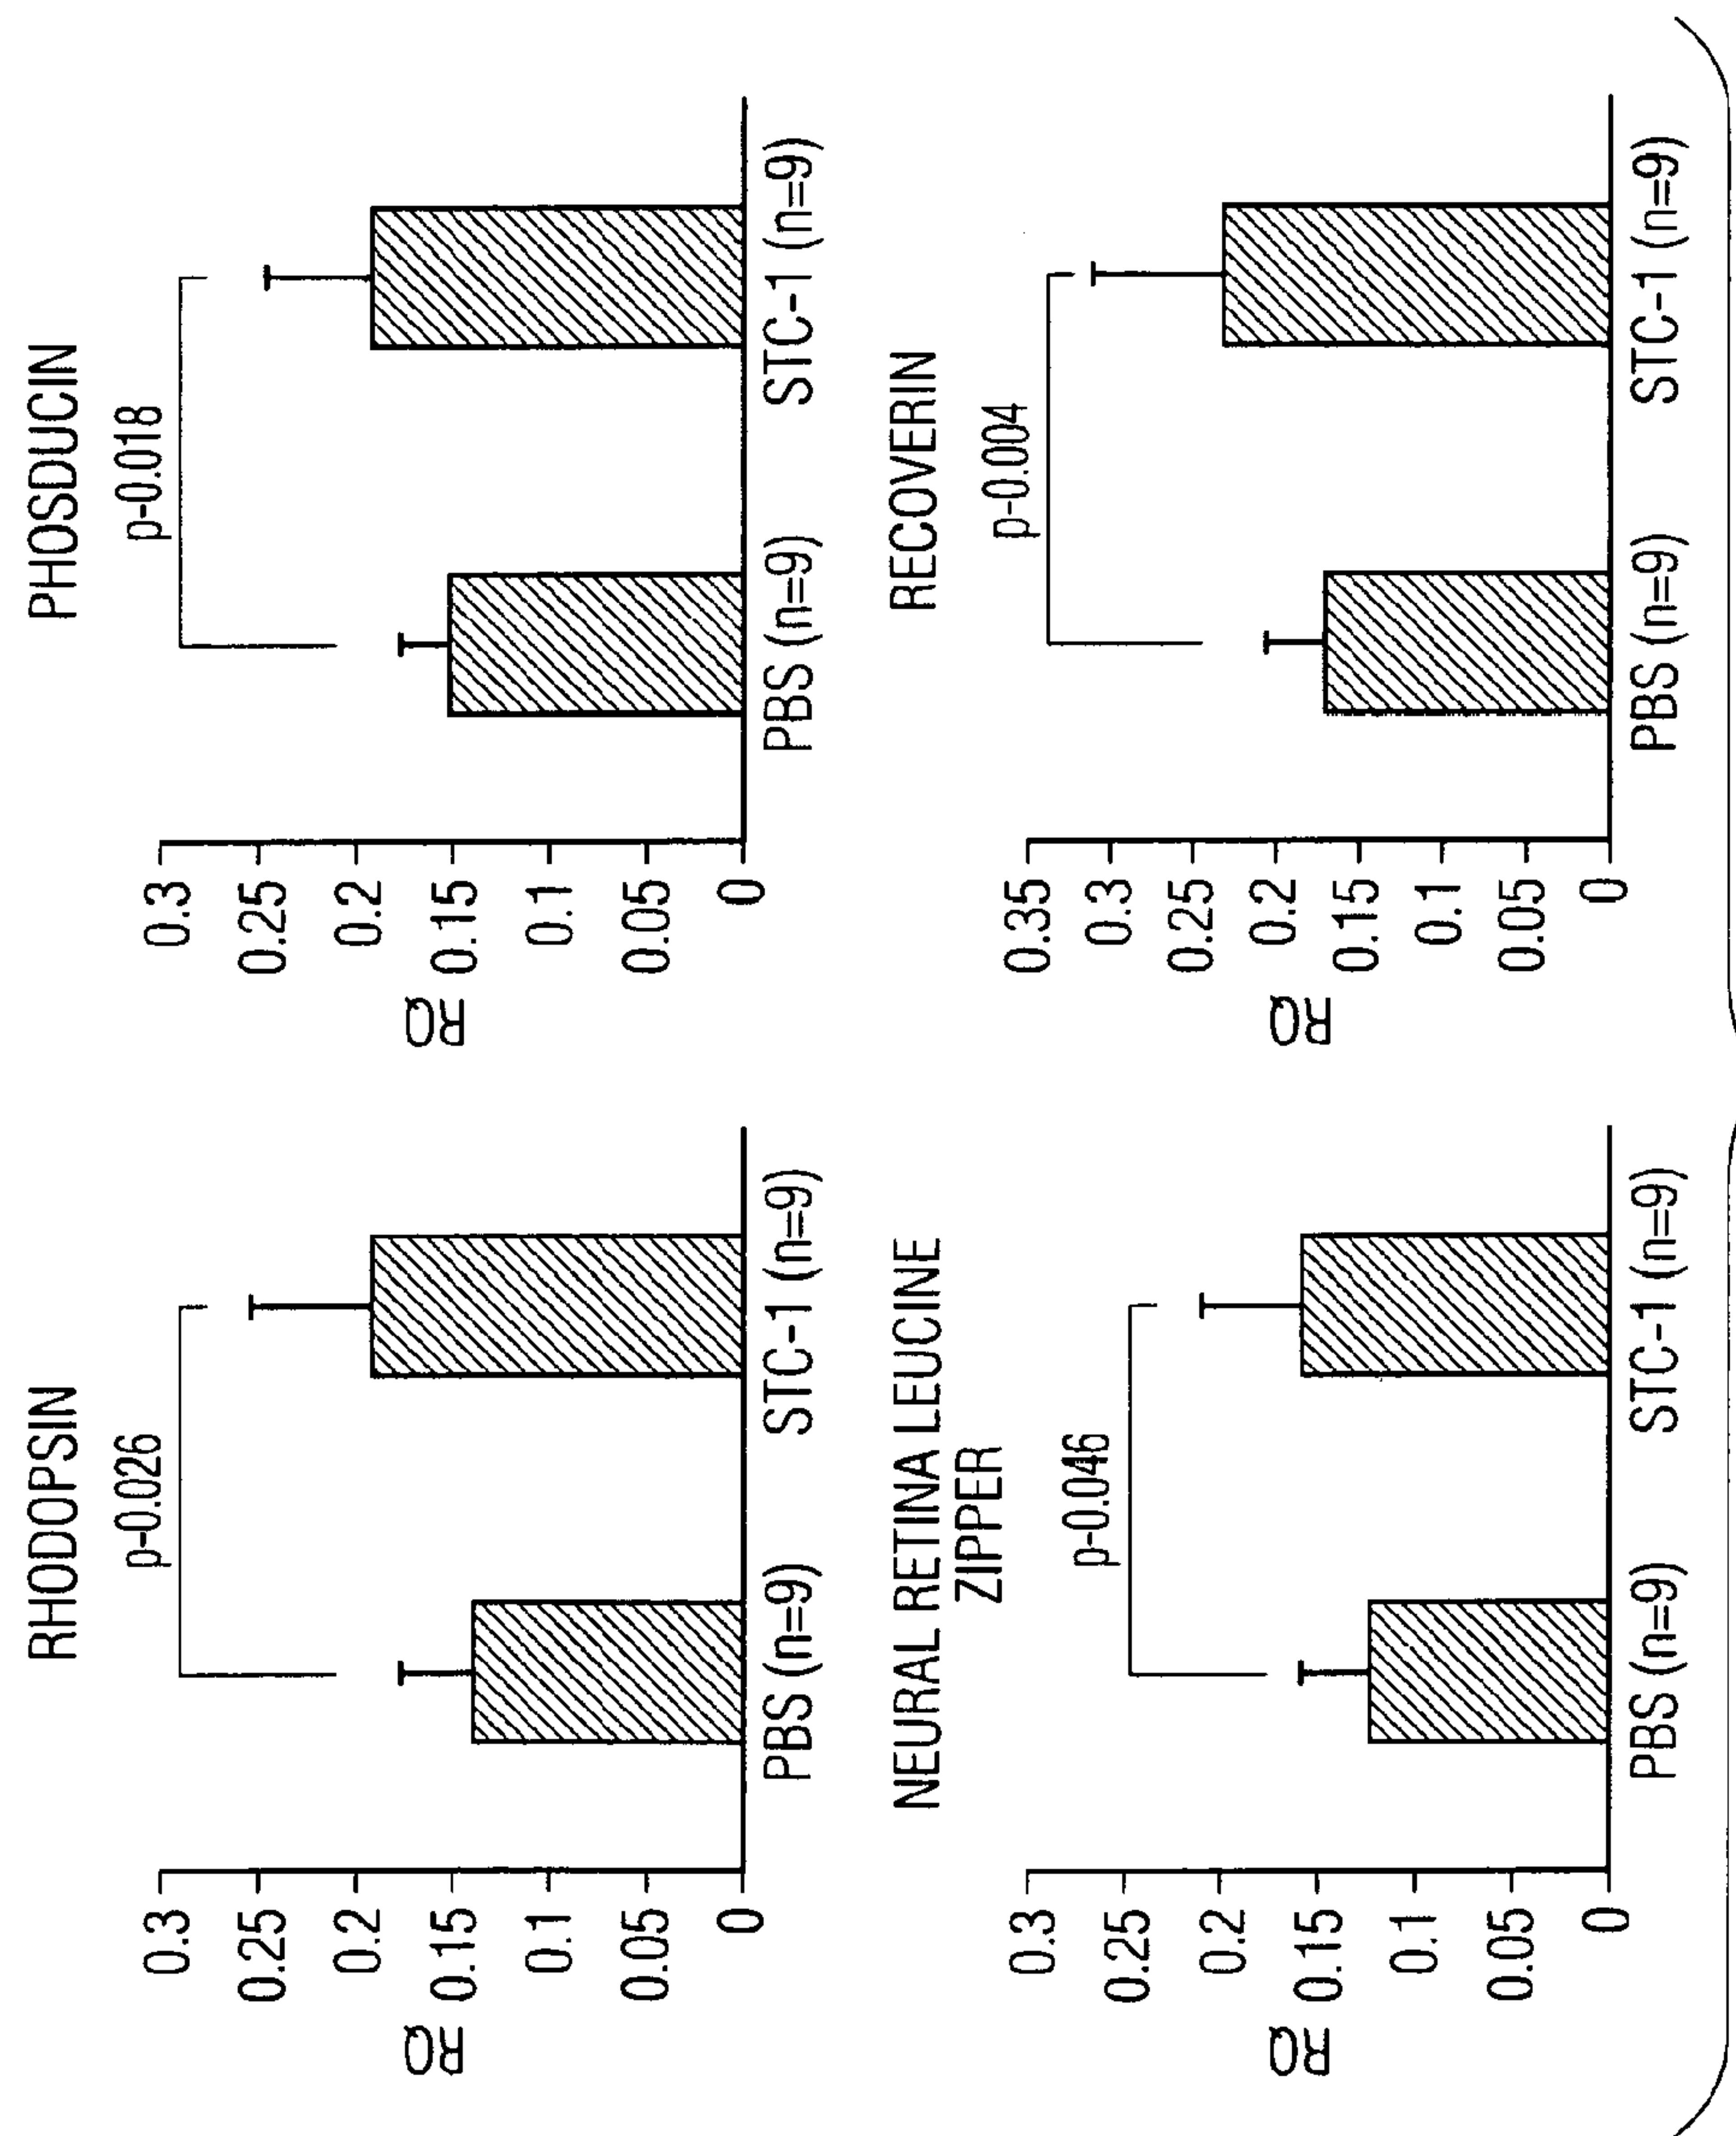 RHODOPSIN
p-0.026
RQ
0.3
0.25
0.2
0.15
0.1
0.05
0
PBS (n=9)
STC-1 (n=9)
PHOSDUCIN
p-0.018
RQ
0.3
0.25
0.2
0.15
0.1
0.05
0
PBS (n=9)
STC-1 (n=9)
NEURAL RETINA LEUCINE
ZIPPER
p-0.046
RQ
0.3
0.25
0.2
0.15
0.1
0.05
0
PBS (n=9)
STC-1 (n=9)
RECOVERIN
p-0.004
RQ
0.35
0.3
0.25
0.2
0.15
0.1
0.05
0
PBS (n=9)
STC-1 (n=9)